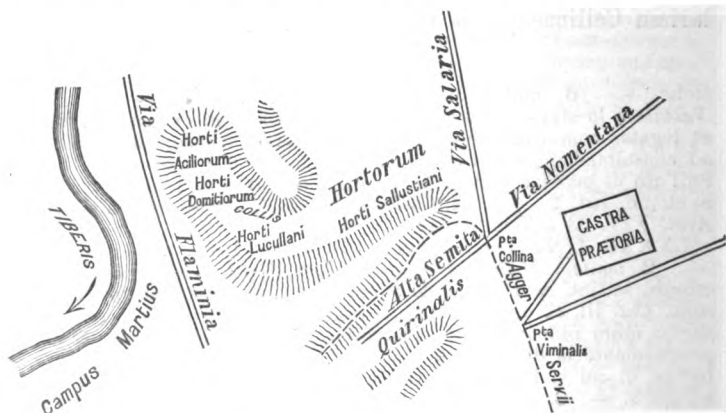 Via
Flaminia
TIBERIS
Campus Martius
Horti
Aciliorum
Horti
Domitiorum
COLLIS
Hortorum
Horti
Lucullani
Horti Sallustiani
Via Salaria
Via Nomentana
Alta Semita
Quirinalis
Pta
Collina
Agger
CASTRA
PRÆTORIA
Pta
Viminalis
Servii